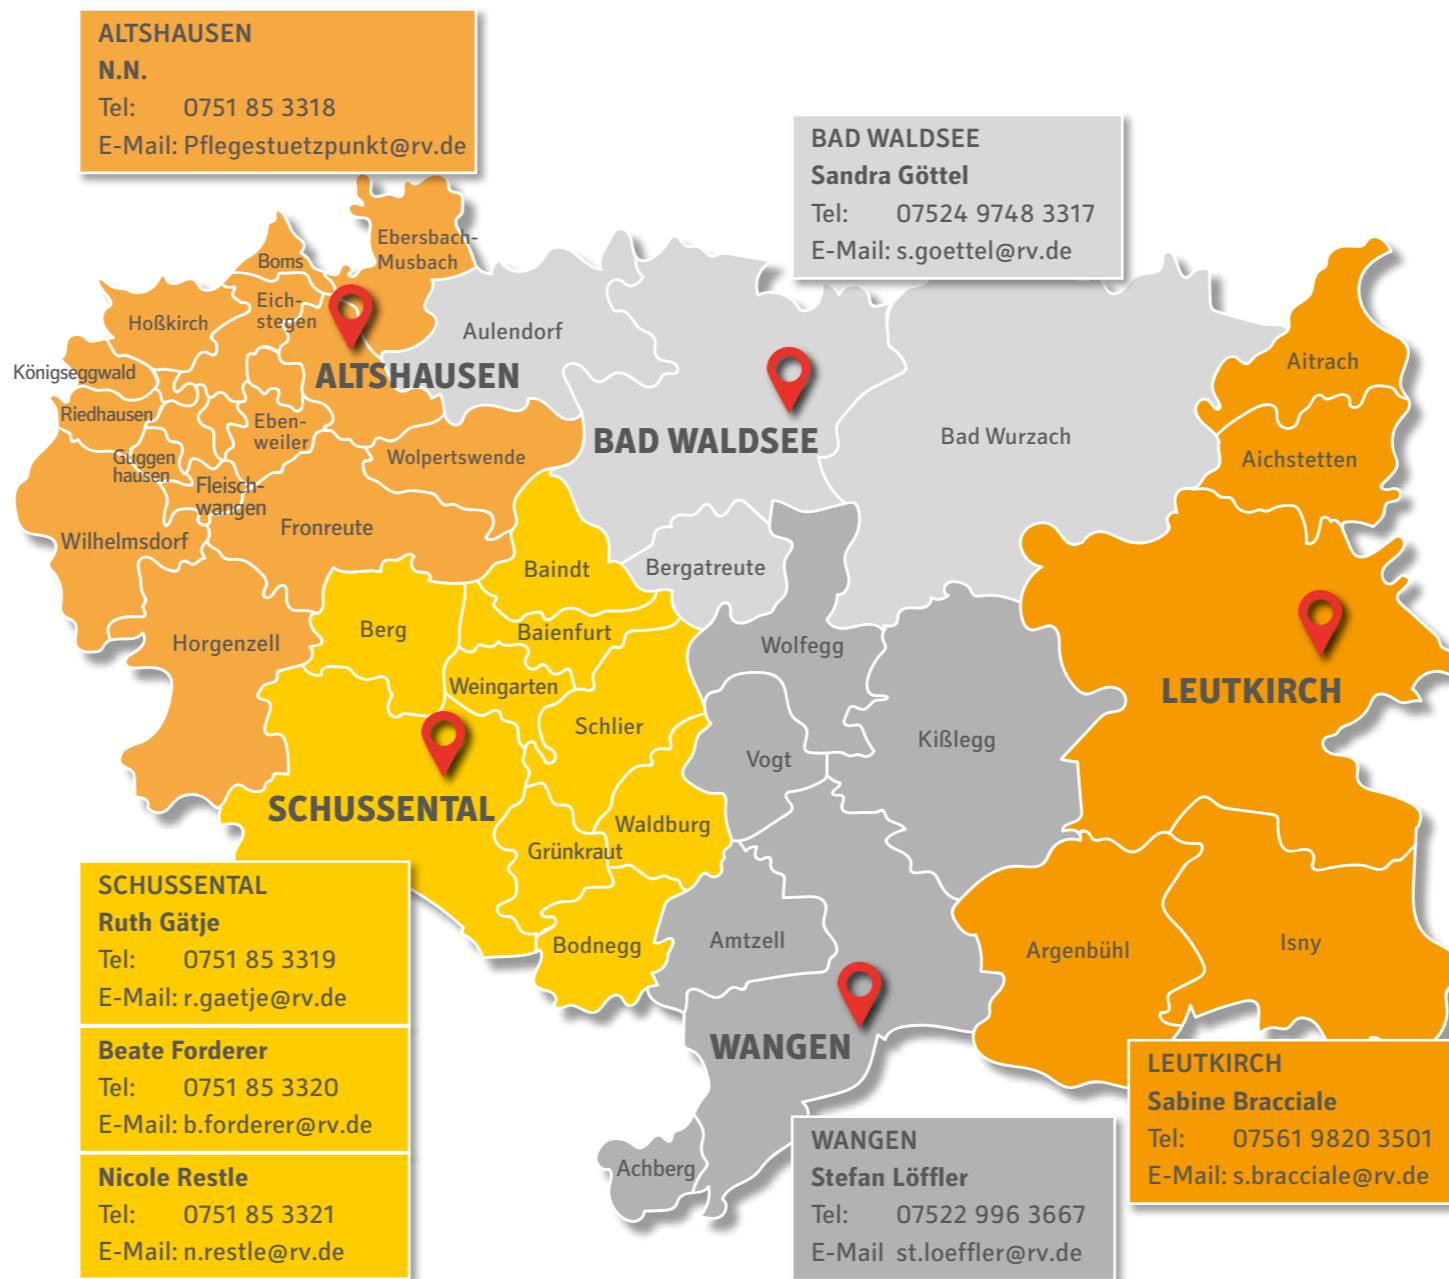 ALTSHAUSEN
N.N.
Tel: 0751 85 3318
E-Mail: Pflegestuetzpunkt@rv.de
BAD WALDSEE
Sandra Göttel
Tel: 07524 9748 3317
E-Mail: s.goettel@rv.de
Ebersbach-
Musbach
Boms
Eich-
stegen
Hoßkirch
Aulendorf
Königseggwald
ALTSHAUSEN
Aitrach
Riedhausen
Eben-
weiler
BAD WALDSEE
Bad Wurzach
Guggen
hausen
Wolpertswende
Aichstetten
Fleisch-
wangen
Fronreute
Wilhelmsdorf
Baindt
Bergatreute
Horgenzell
Berg
Baienfurt
Wolfegg
Weingarten
LEUTKIRCH
Schlier
Vogt
Kißlegg
SCHUSSENTAL
Waldburg
Grünkraut
Bodnegg
Amtzell
Argenbühl
Isny
WANGEN
Achberg
SCHUSSENTAL
Ruth Gätje
Tel: 0751 85 3319
E-Mail: r.gaetje@rv.de
Beate Forderer
Tel: 0751 85 3320
E-Mail: b.forderer@rv.de
Nicole Restle
Tel: 0751 85 3321
E-Mail: n.restle@rv.de
WANGEN
Stefan Löffler
Tel: 07522 996 3667
E-Mail st.loeffler@rv.de
LEUTKIRCH
Sabine Bracciale
Tel: 07561 9820 3501
E-Mail: s.bracciale@rv.de